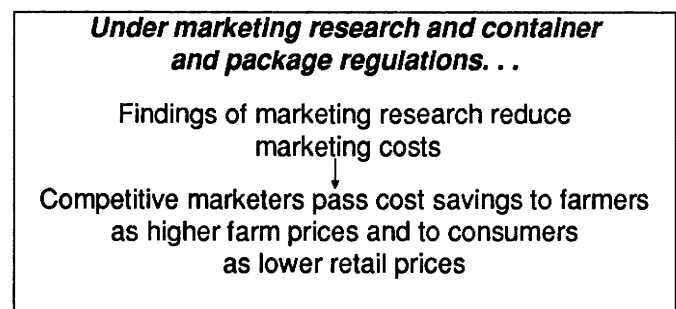 Under marketing research and container
and package regulations. . .
Findings of marketing research reduce
marketing costs
Competitive marketers pass cost savings to farmers
as higher farm prices and to consumers
as lower retail prices